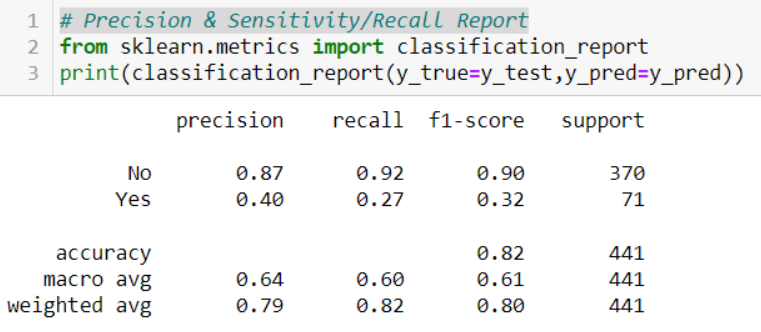 1 # Precision & Sensitivity/Recall Report
2 from sklearn.metrics import classification_report
3 print(classification_report(y_true=y_test,y_pred=y_pred))
precision recall f1-score support
No 0.87 0.92 0.90 370
Yes 0.40 0.27 0.32 71
accuracy 0.82 441
macro avg 0.64 0.60 0.61 441
weighted avg 0.79 0.82 0.80 441